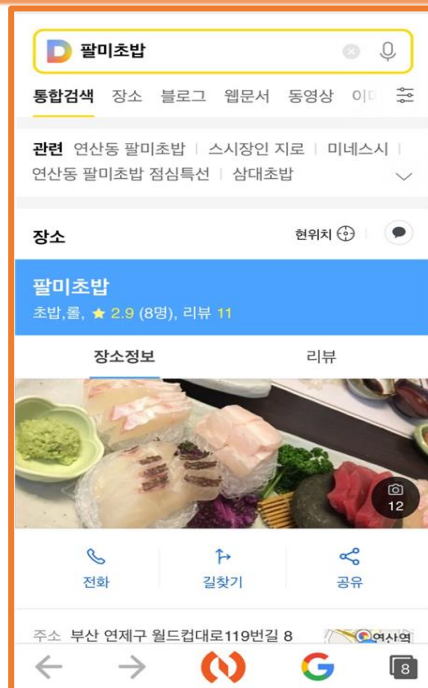 팔미초밥
통합검색 장소 블로그 웹문서 동영상
관련 연산동 팔미초밥 | 스시장인 지로 | 미네스시 |
연산동 팔미초밥 점심특선 | 삼대초밥
장소 현위치
팔미초밥
초밥,롤, ★ 2.9 (8명), 리뷰 11
장소정보 리뷰
12
전화 길찾기 공유
주소 부산 연제구 월드컵대로119번길 8 연산역
8